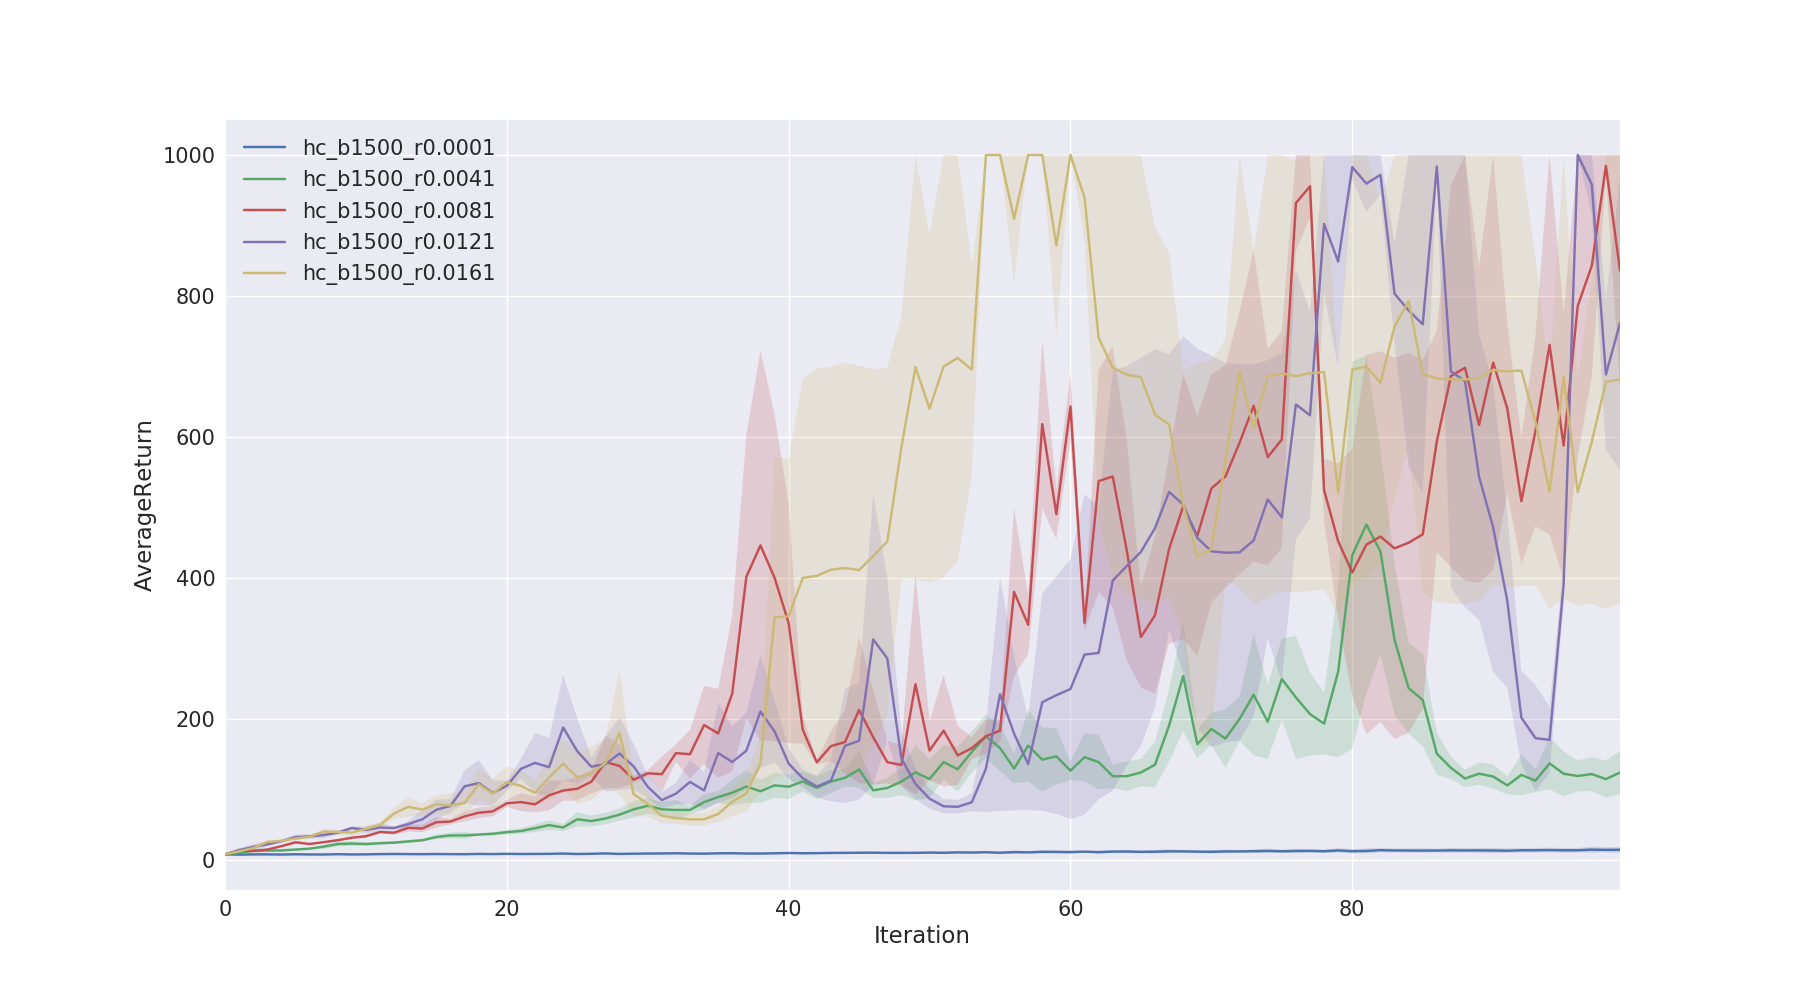 hc_b1500_r0.0001
hc_b1500_r0.0041
hc_b1500_r0.0081
hc_b1500_r0.0121
hc_b1500_r0.0161
1000
800
600
400
200
0
AverageReturn
0 20 40 60 80
Iteration